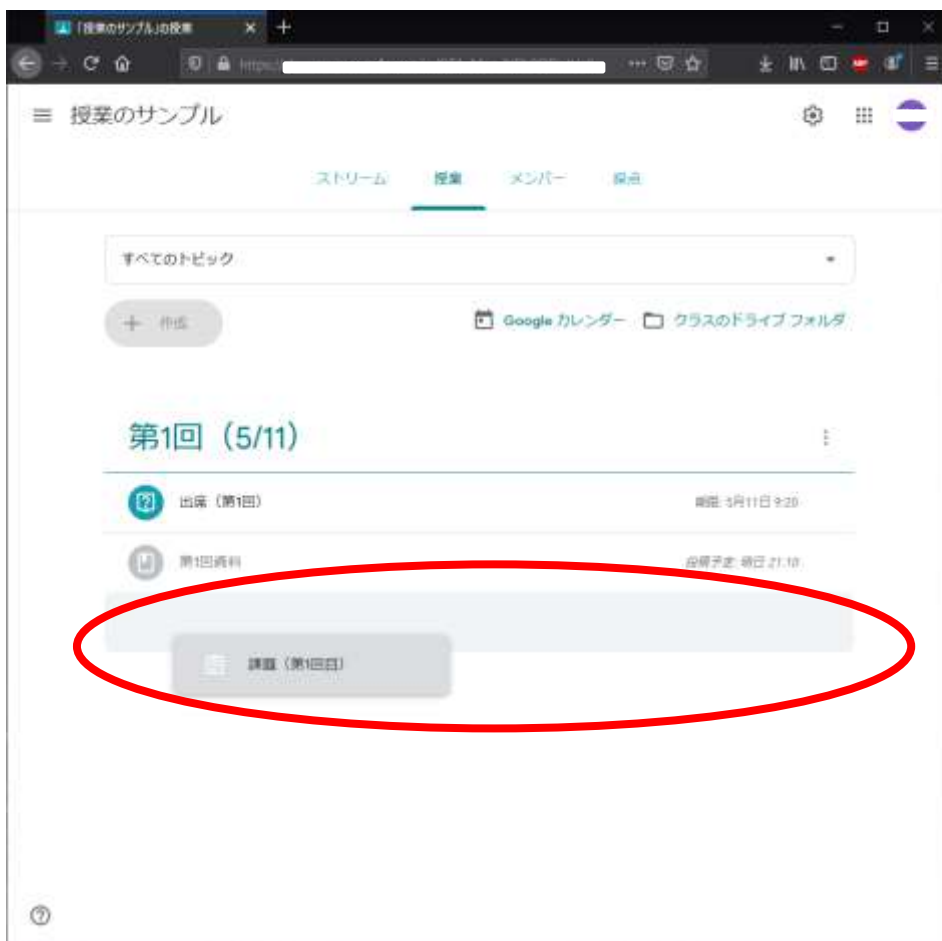 「授業のサンプル」の授業
https:/
授業のサンプル
ストリーム 授業 メンバー 採点
すべてのトピック
作成
Google カレンダー クラスのドライブ フォルダ
第1回（5/11）
出席（第1回） 期限: 5月11日 9:20
第1回資料 投稿予定: 明日 21:10
課題（第1回目）